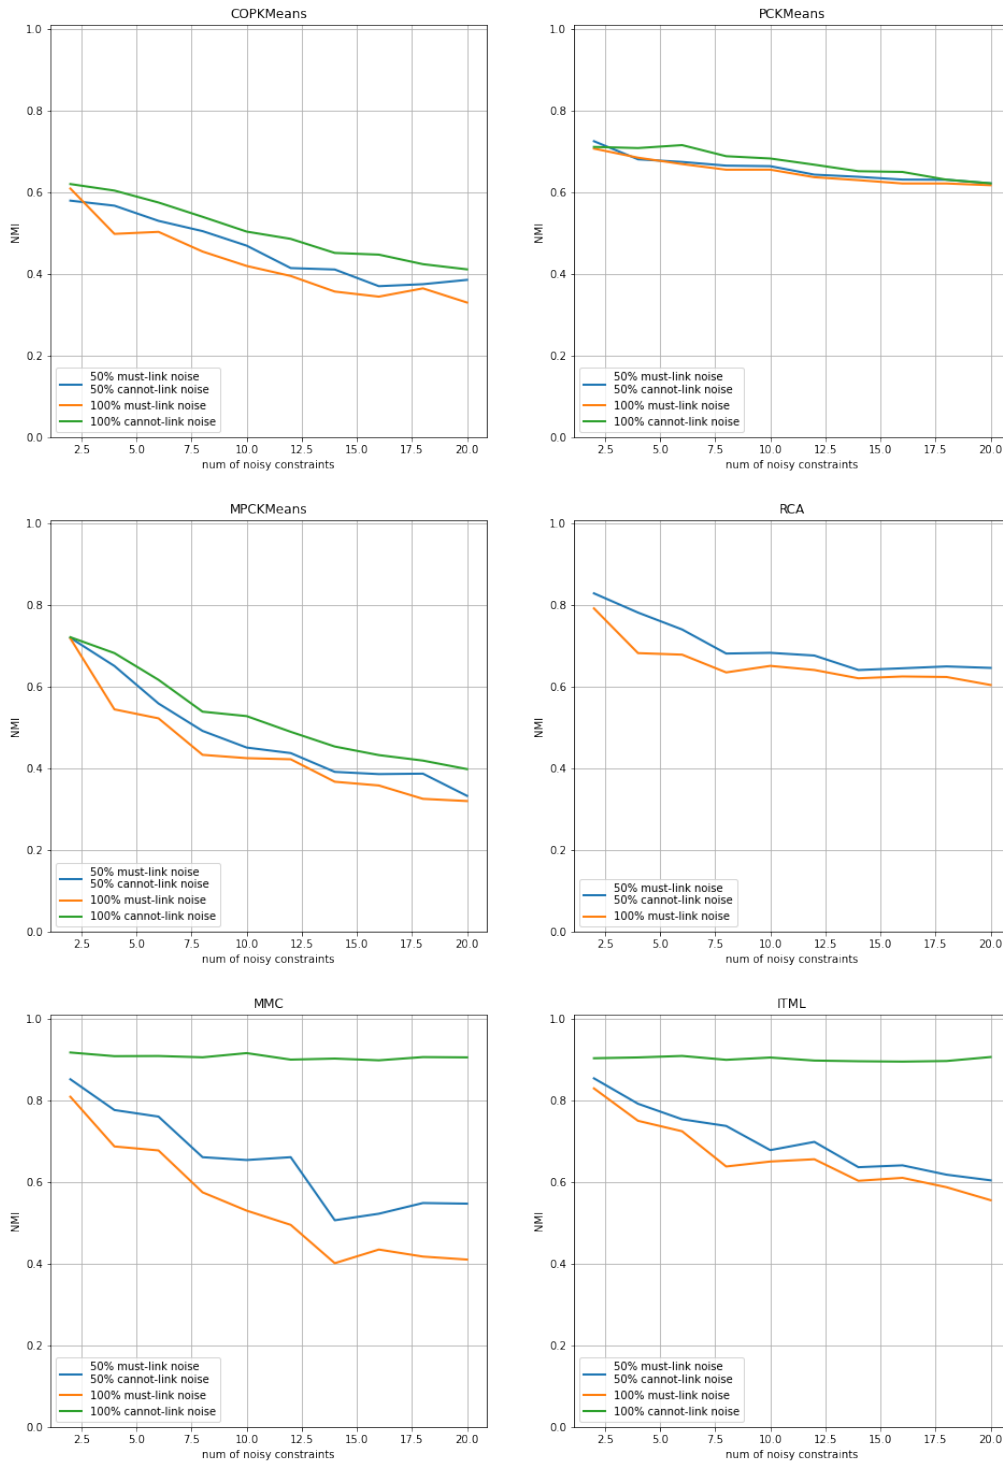 COPKMeans
1.0
0.8
0.6
0.4
0.2
0.0
NMI
50% must-link noise
50% cannot-link noise
100% must-link noise
100% cannot-link noise
2.5 5.0 7.5 10.0 12.5 15.0 17.5 20.0
num of noisy constraints
PCKMeans
1.0
0.8
0.6
0.4
0.2
0.0
NMI
50% must-link noise
50% cannot-link noise
100% must-link noise
100% cannot-link noise
2.5 5.0 7.5 10.0 12.5 15.0 17.5 20.0
num of noisy constraints
MPCKMeans
1.0
0.8
0.6
0.4
0.2
0.0
NMI
50% must-link noise
50% cannot-link noise
100% must-link noise
100% cannot-link noise
2.5 5.0 7.5 10.0 12.5 15.0 17.5 20.0
num of noisy constraints
RCA
1.0
0.8
0.6
0.4
0.2
0.0
NMI
50% must-link noise
50% cannot-link noise
100% must-link noise
2.5 5.0 7.5 10.0 12.5 15.0 17.5 20.0
num of noisy constraints
MMC
1.0
0.8
0.6
0.4
0.2
0.0
NMI
50% must-link noise
50% cannot-link noise
100% must-link noise
100% cannot-link noise
2.5 5.0 7.5 10.0 12.5 15.0 17.5 20.0
num of noisy constraints
ITML
1.0
0.8
0.6
0.4
0.2
0.0
NMI
50% must-link noise
50% cannot-link noise
100% must-link noise
100% cannot-link noise
2.5 5.0 7.5 10.0 12.5 15.0 17.5 20.0
num of noisy constraints